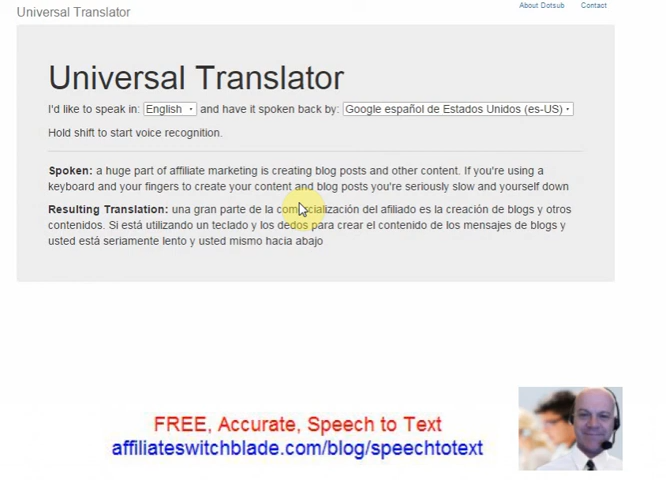 Universal Translator
About Dotsub Contact
Universal Translator
I'd like to speak in: English and have it spoken back by: Google español de Estados Unidos (es-US)
Hold shift to start voice recognition.
Spoken: a huge part of affiliate marketing is creating blog posts and other content. If you're using a
keyboard and your fingers to create your content and blog posts you're seriously slow and yourself down
Resulting Translation: una gran parte de la comercialización del afiliado es la creación de blogs y otros
contenidos. Si está utilizando un teclado y los dedos para crear el contenido de los mensajes de blogs y
usted está seriamente lento y usted mismo hacia abajo
FREE, Accurate, Speech to Text
affiliateswitchblade.com/blog/speechtotext